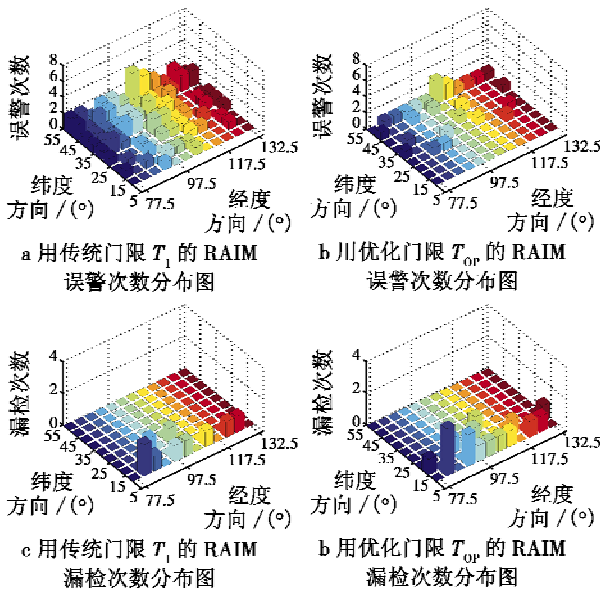 误警次数
8
6
4
2
0
55
45
35
25
15
5
77.5
97.5
117.5
132.5
纬度
方向/(°)
经度
方向/(°)
a 用传统门限 T₁ 的 RAIM
误警次数分布图
误警次数
8
6
4
2
0
55
45
35
25
15
5
77.5
97.5
117.5
132.5
纬度
方向/(°)
经度
方向/(°)
b 用优化门限 T_OP 的 RAIM
误警次数分布图
漏检次数
4
2
0
55
45
35
25
15
5
77.5
97.5
117.5
132.5
纬度
方向/(°)
经度
方向/(°)
c 用传统门限 T₁ 的 RAIM
漏检次数分布图
漏检次数
4
2
0
55
45
35
25
15
5
77.5
97.5
117.5
132.5
纬度
方向/(°)
经度
方向/(°)
b 用优化门限 T_OP 的 RAIM
漏检次数分布图